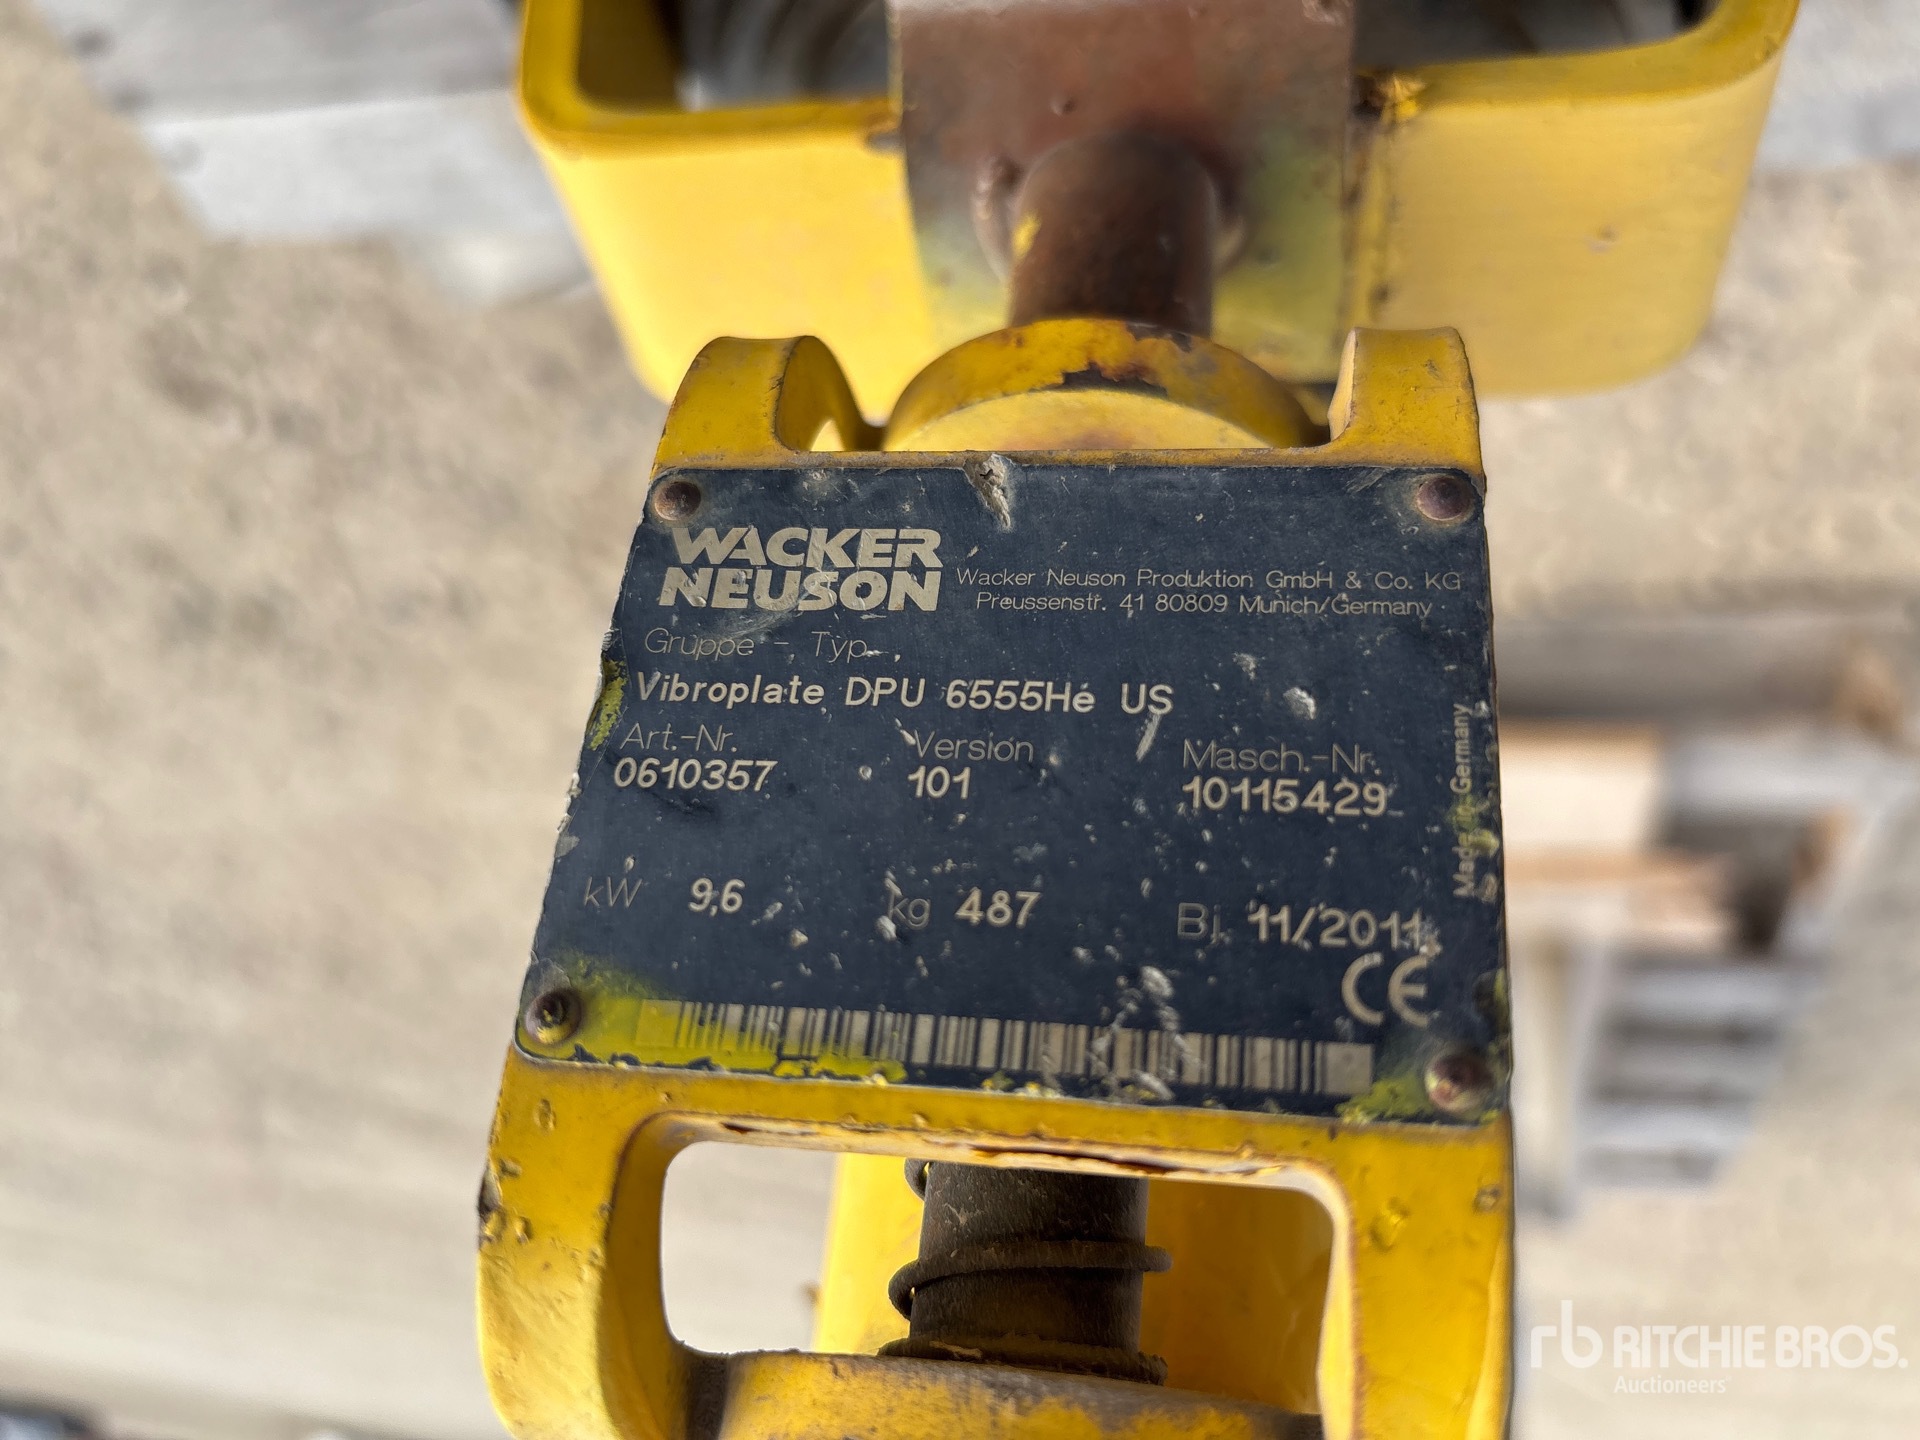 WACKER
NEUSON
Wacker Neuson Produktion GmbH & Co. KG
Preussenstr. 41 80809 Munich/Germany
Gruppe - Typ
Vibroplate DPU 6555He US
Art.-Nr. Version Masch.-Nr.
0610357 101 10115429
kW 9,6 kg 487 Bj. 11/2011
CE
Made in Germany
rb RITCHIE BROS.
Auctioneers